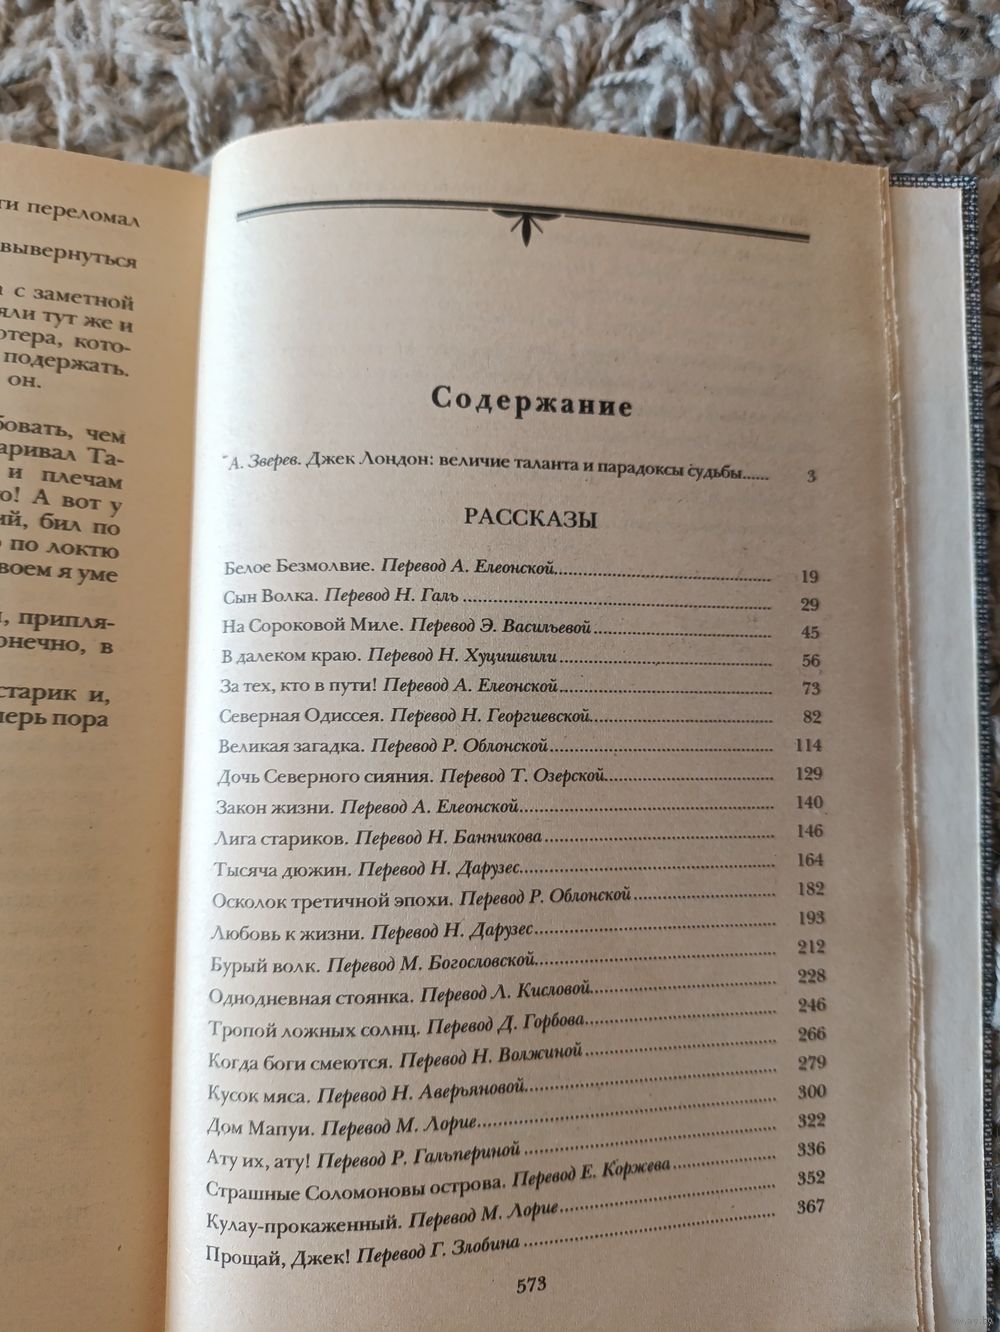 переломал
вывернуться
с заметной
тут же и
кото-
подержать.
он.
чем
Та-
и плечам
А вот у
бил по
по локтю
я уме
припля-
в
старик и,
пора
Содержание
А. Зверев. Джек Лондон: величие таланта и парадоксы судьбы...... 3
РАССКАЗЫ
Белое Безмолвие. Перевод А. Елеонской 19
Сын Волка. Перевод Н. Галь 29
На Сороковой Миле. Перевод Э. Васильевой 45
В далеком краю. Перевод Н. Хуцишвили 56
За тех, кто в пути! Перевод А. Елеонской 73
Северная Одиссея. Перевод Н. Георгиевской 82
Великая загадка. Перевод Р. Облонской 114
Дочь Северного сияния. Перевод Т. Озерской 129
Закон жизни. Перевод А. Елеонской 140
Лига стариков. Перевод Н. Банникова 146
Тысяча дюжин. Перевод Н. Дарузес 164
Осколок третичной эпохи. Перевод Р. Облонской 182
Любовь к жизни. Перевод Н. Дарузес 193
Бурый волк. Перевод М. Богословской 212
Однодневная стоянка. Перевод Л. Кисловой 228
Тропой ложных солнц. Перевод Д. Горбова 246
Когда боги смеются. Перевод Н. Волжиной 266
Кусок мяса. Перевод Н. Аверьяновой 279
Дом Мапуи. Перевод М. Лорие 300
Ату их, ату! Перевод Р. Гальпериной 322
Страшные Соломоновы острова. Перевод Е. Коржева 336
Кулау-прокаженный. Перевод М. Лорие 352
Прощай, Джек! Перевод Г. Злобина 367
573